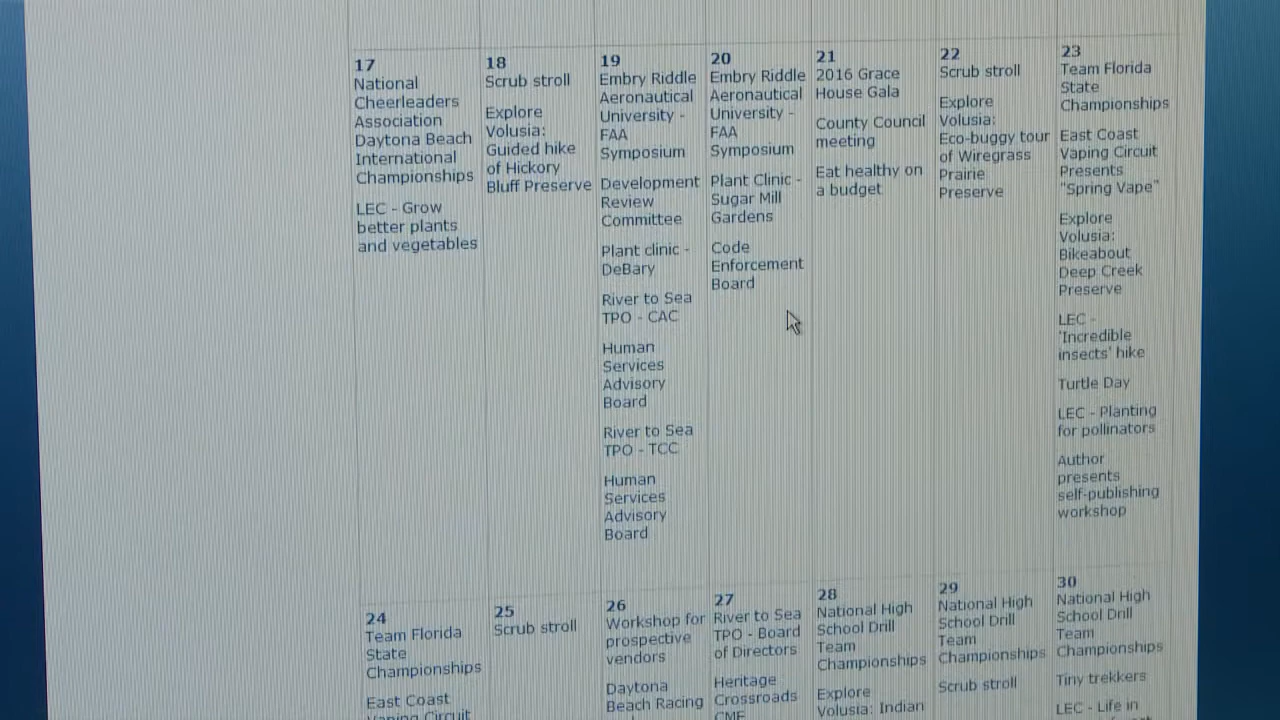 17
National
Cheerleaders
Association
Daytona Beach
International
Championships
LEC - Grow
better plants
and vegetables
18
Scrub stroll
Explore
Volusia:
Guided hike
of Hickory
Bluff Preserve
19
Embry Riddle
Aeronautical
University -
FAA
Symposium
Development
Review
Committee
Plant clinic -
DeBary
River to Sea
TPO - CAC
Human
Services
Advisory
Board
River to Sea
TPO - TCC
Human
Services
Advisory
Board
20
Embry Riddle
Aeronautical
University -
FAA
Symposium
Plant Clinic -
Sugar Mill
Gardens
Code
Enforcement
Board
21
2016 Grace
House Gala
County Council
meeting
Eat healthy on
a budget
22
Scrub stroll
Explore
Volusia:
Eco-buggy tour
of Wiregrass
Prairie
Preserve
23
Team Florida
State
Championships
East Coast
Vaping Circuit
Presents
"Spring Vape"
Explore
Volusia:
Bikeabout
Deep Creek
Preserve
LEC -
'Incredible
insects' hike
Turtle Day
LEC - Planting
for pollinators
Author
presents
self-publishing
workshop
24
Team Florida
State
Championships
East Coast
Vaping Circuit
25
Scrub stroll
26
Workshop for
prospective
vendors
Daytona
Beach Racing
27
River to Sea
TPO - Board
of Directors
Heritage
Crossroads
CME
28
National High
School Drill
Team
Championships
Explore
Volusia: Indian
29
National High
School Drill
Team
Championships
Scrub stroll
30
National High
School Drill
Team
Championships
Tiny trekkers
LEC - Life in